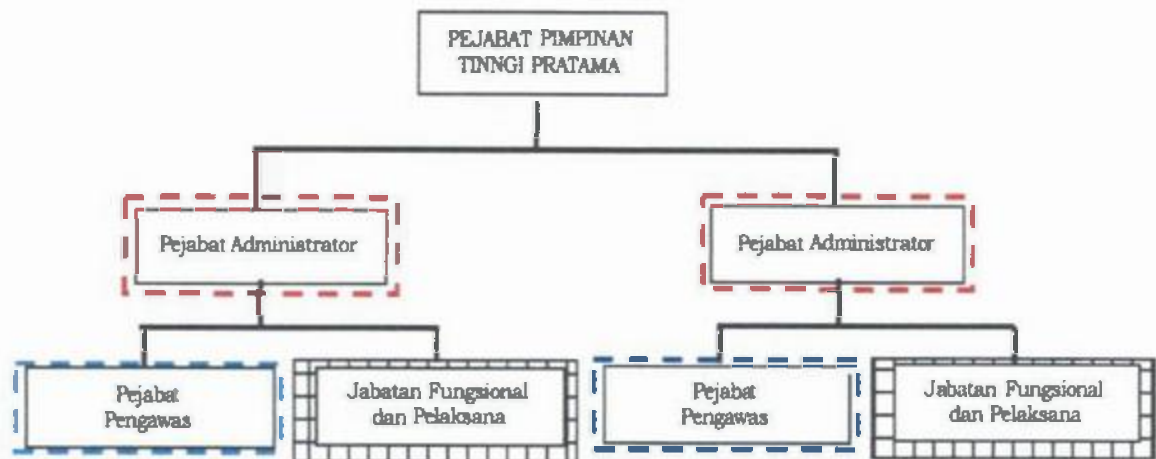 PEJABAT PIMPINAN
TINNGI PRATAMA
Pejabat Administrator
Pejabat Administrator
Pejabat
Pengawas
Jabatan Fungsional
dan Pelaksana
Pejabat
Pengawas
Jabatan Fungsional
dan Pelaksana